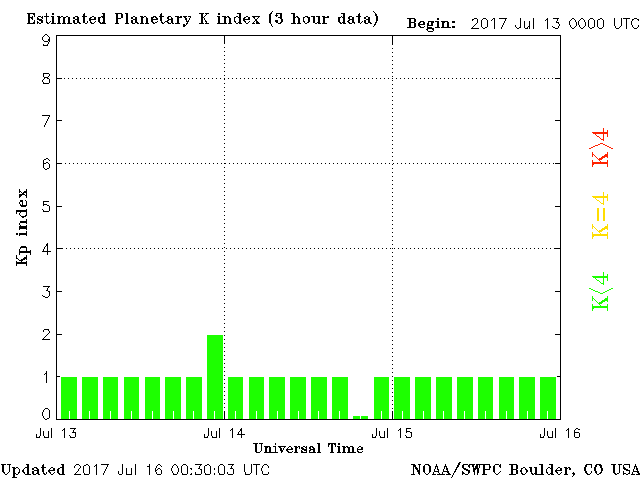 Estimated Planetary K index (3 hour data) Begin: 2017 Jul 13 0000 UTC
9
8
7
6
5
4
3
2
1
0
Kp index
K>4
K=4
K<4
Jul 13 Jul 14 Jul 15 Jul 16
Universal Time
Updated 2017 Jul 16 00:30:03 UTC NOAA/SWPC Boulder, CO USA